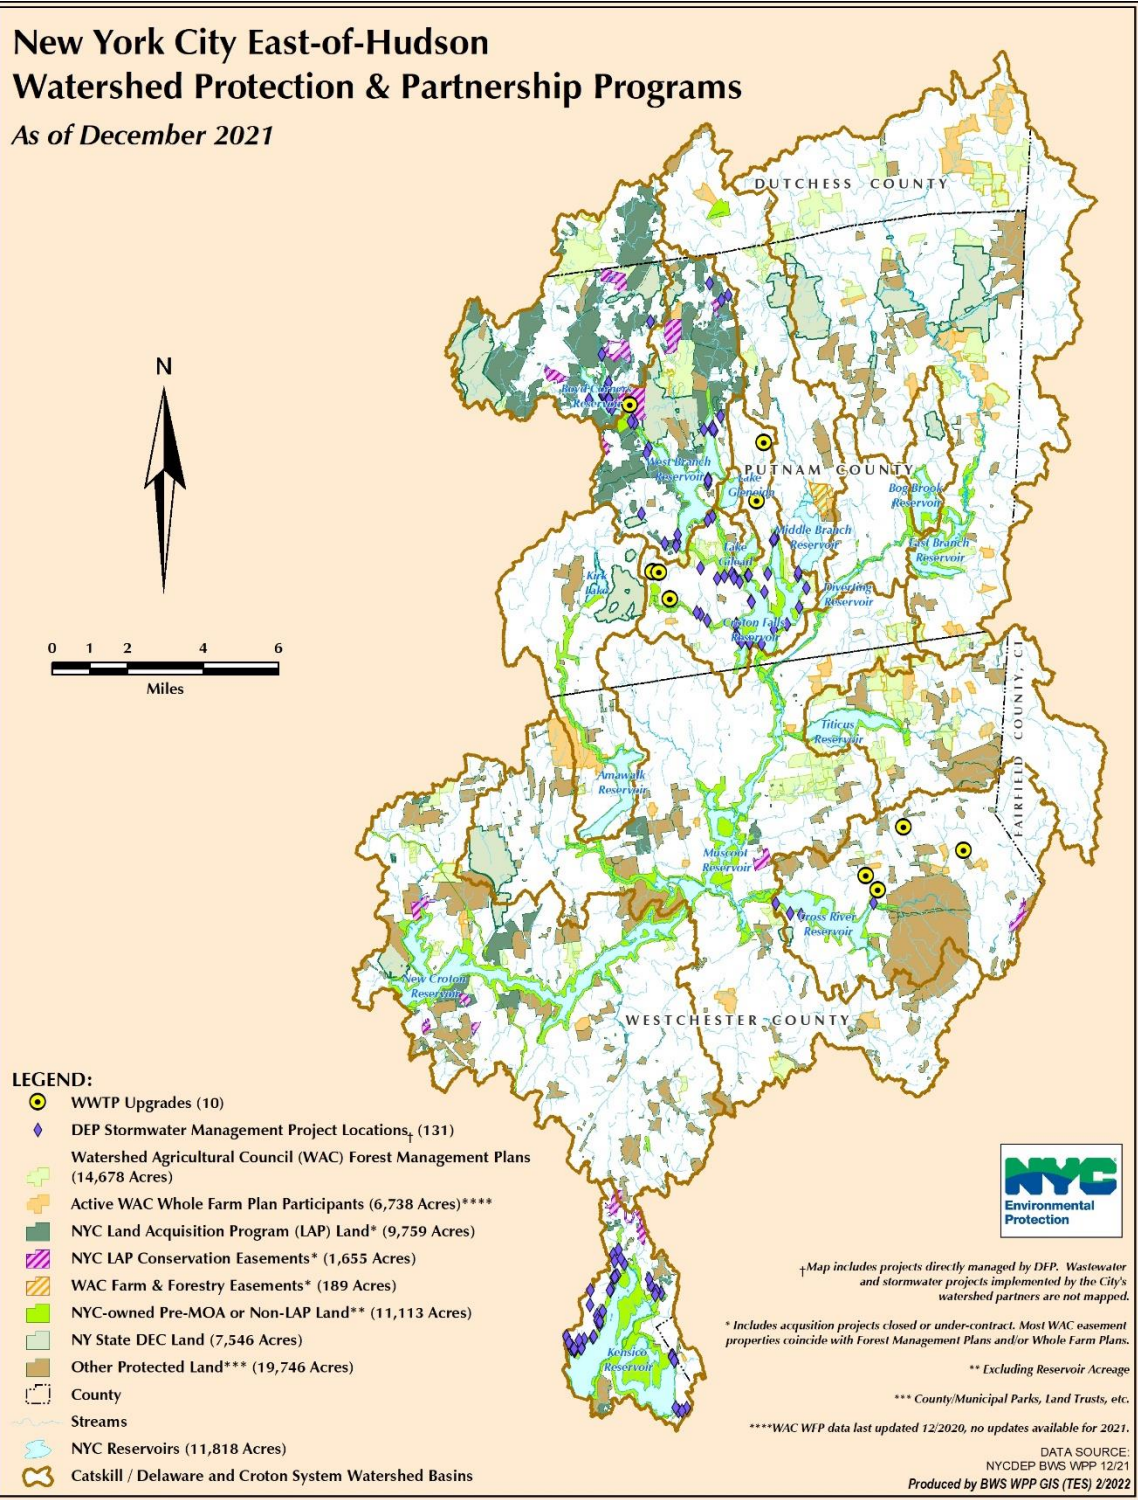 New York City East-of-Hudson
Watershed Protection & Partnership Programs
As of December 2021
DUTCHESS COUNTY
N
Boyd Corners
Reservoir
West Branch
Reservoir
PUTNAM COUNTY
Lake
Gleneida
Bog Brook
Reservoir
Middle Branch
Reservoir
East Branch
Reservoir
Lake
Gilead
Kirk
Lake
Diverting
Reservoir
Croton Falls
Reservoir
0 1 2 4 6
Miles
FAIRFIELD COUNTY, CT
Titicus
Reservoir
Amawalk
Reservoir
Muscoot
Reservoir
Cross River
Reservoir
New Croton
Reservoir
WESTCHESTER COUNTY
Kensico
Reservoir
LEGEND:
WWTP Upgrades (10)
DEP Stormwater Management Project Locations† (131)
Watershed Agricultural Council (WAC) Forest Management Plans
(14,678 Acres)
Active WAC Whole Farm Plan Participants (6,738 Acres)****
NYC Land Acquisition Program (LAP) Land* (9,759 Acres)
NYC LAP Conservation Easements* (1,655 Acres)
WAC Farm & Forestry Easements* (189 Acres)
NYC-owned Pre-MOA or Non-LAP Land** (11,113 Acres)
NY State DEC Land (7,546 Acres)
Other Protected Land*** (19,746 Acres)
County
Streams
NYC Reservoirs (11,818 Acres)
Catskill / Delaware and Croton System Watershed Basins
NYC
Environmental
Protection
†Map includes projects directly managed by DEP. Wastewater
and stormwater projects implemented by the City's
watershed partners are not mapped.
* Includes acqusition projects closed or under-contract. Most WAC easement
properties coincide with Forest Management Plans and/or Whole Farm Plans.
** Excluding Reservoir Acreage
*** County/Municipal Parks, Land Trusts, etc.
****WAC WFP data last updated 12/2020, no updates available for 2021.
DATA SOURCE:
NYCDEP BWS WPP 12/21
Produced by BWS WPP GIS (TES) 2/2022